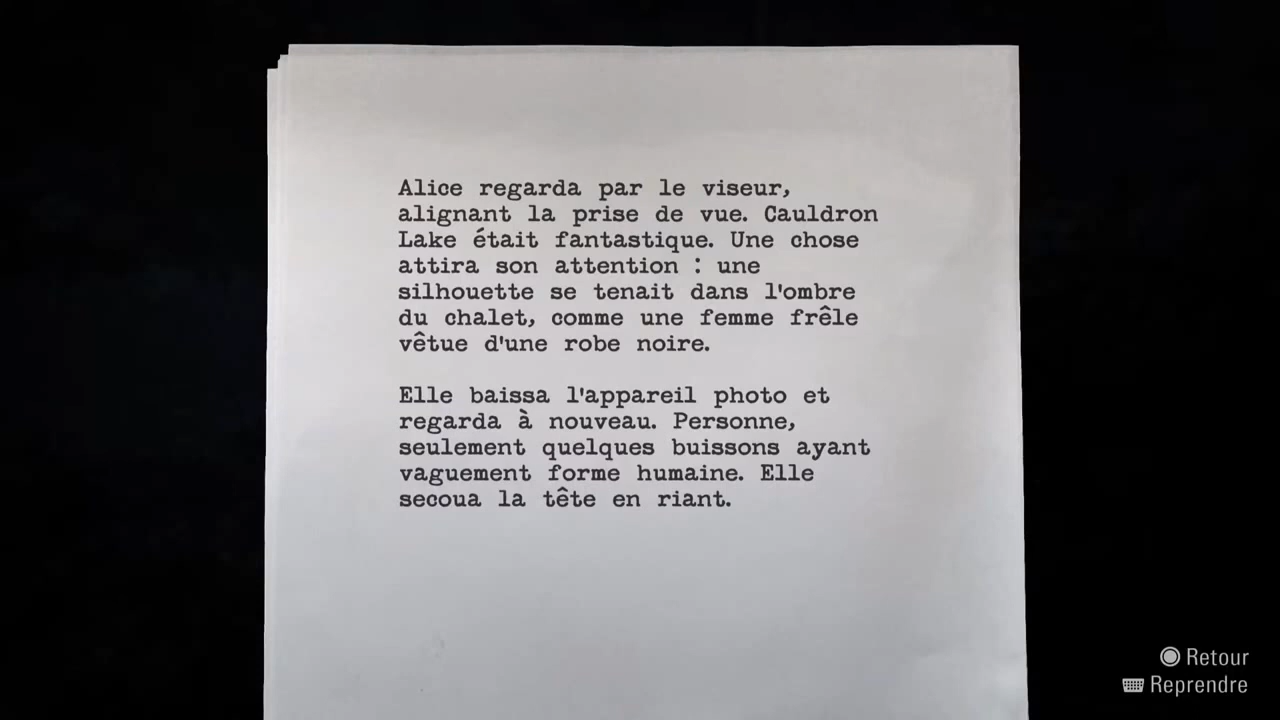 Alice regarda par le viseur,
alignant la prise de vue. Cauldron
Lake était fantastique. Une chose
attira son attention : une
silhouette se tenait dans l'ombre
du chalet, comme une femme frêle
vêtue d'une robe noire.
Elle baissa l'appareil photo et
regarda à nouveau. Personne,
seulement quelques buissons ayant
vaguement forme humaine. Elle
secoua la tête en riant.
Retour
Reprendre